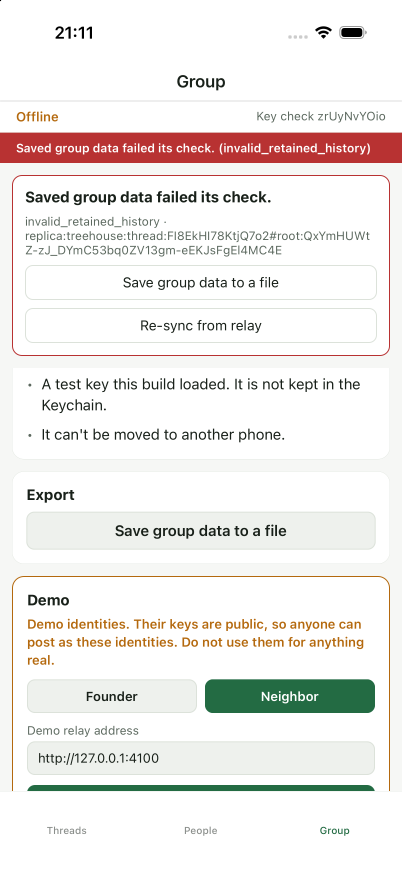 21:11
Group
Offline
Key check zrUyNvYOio
Saved group data failed its check. (invalid_retained_history)
Saved group data failed its check.
invalid_retained_history ·
replica:treehouse:thread:FI8EkHI78KtjQ7o2#root:QxYmHUWt
Z-zJ_DYmC53bq0ZV13gm-eEKJsFgEl4MC4E
Save group data to a file
Re-sync from relay
• A test key this build loaded. It is not kept in the
Keychain.
• It can't be moved to another phone.
Export
Save group data to a file
Demo
Demo identities. Their keys are public, so anyone can
post as these identities. Do not use them for anything
real.
Founder
Neighbor
Demo relay address
http://127.0.0.1:4100
Threads
People
Group